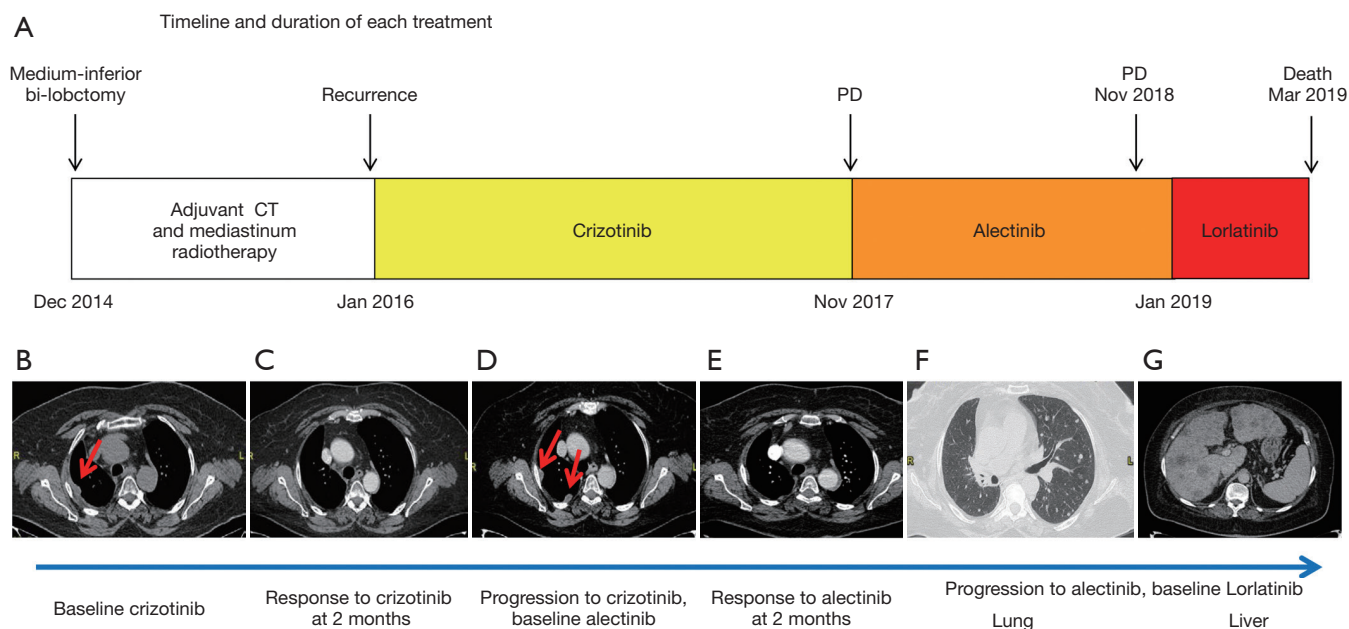 A
Timeline and duration of each treatment
Medium-inferior
bi-lobctomy
Recurrence
PD
PD
Nov 2018
Death
Mar 2019
Adjuvant CT
and mediastinum
radiotherapy
Crizotinib
Alectinib
Lorlatinib
Dec 2014
Jan 2016
Nov 2017
Jan 2019
B
C
D
E
F
G
R
L
R
L
R
L
R
L
R
L
R
L
Baseline crizotinib
Response to crizotinib
at 2 months
Progression to crizotinib,
baseline alectinib
Response to alectinib
at 2 months
Progression to alectinib, baseline Lorlatinib
Lung
Liver